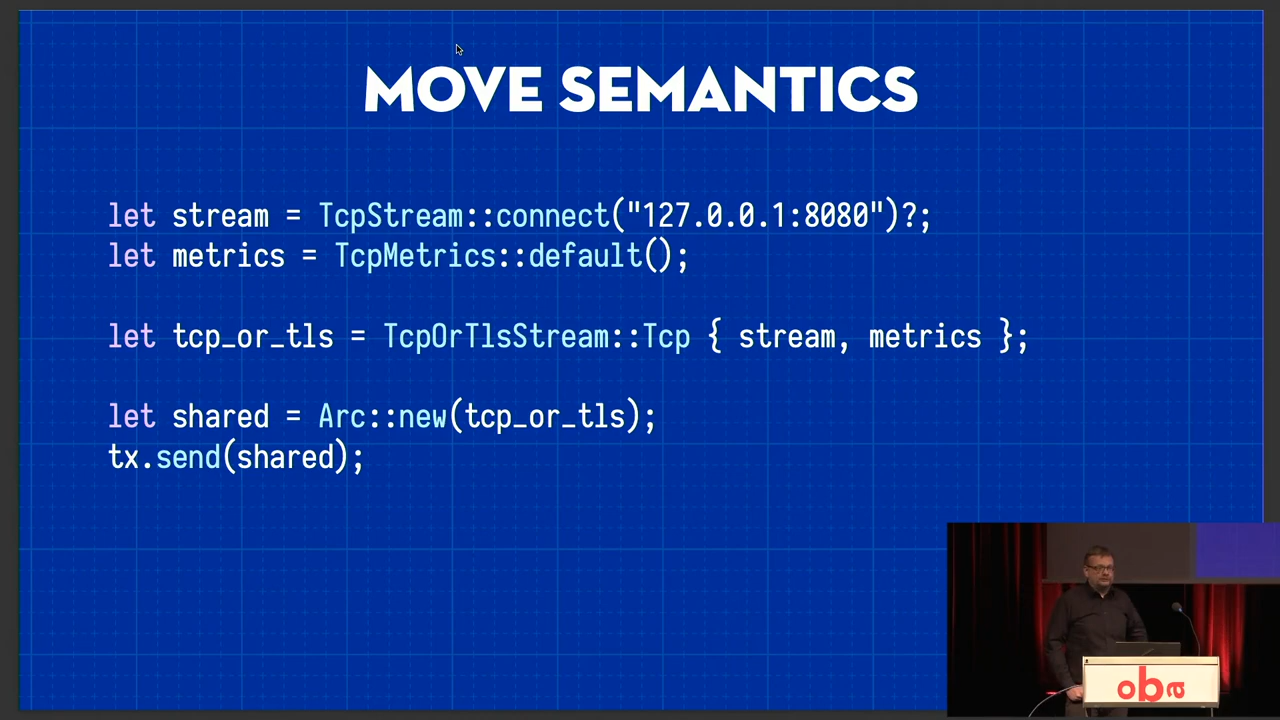 MOVE SEMANTICS
let stream = TcpStream::connect("127.0.0.1:8080")?;
let metrics = TcpMetrics::default();
let tcp_or_tls = TcpOrTlsStream::Tcp { stream, metrics };
let shared = Arc::new(tcp_or_tls);
tx.send(shared);
oba